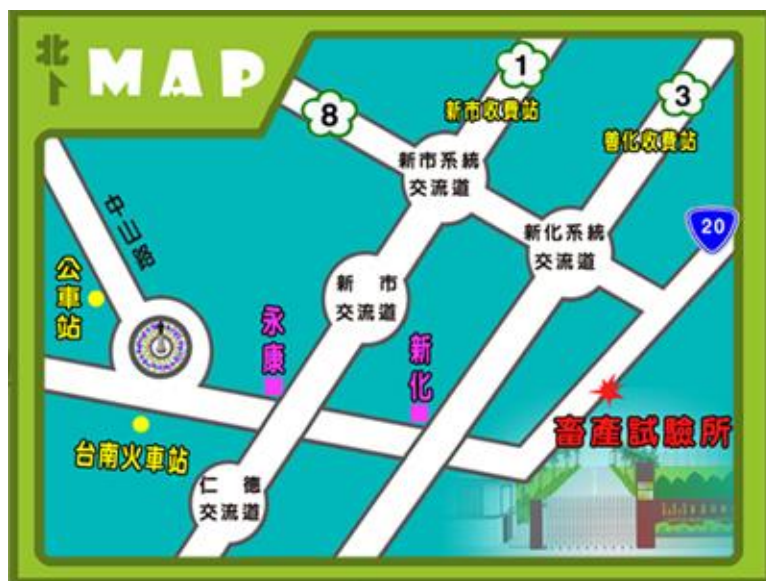 北
MAP
1
新市收費站
8
3
善化收費站
新市系統
交流道
20
新化系統
交流道
中山路
公車站
新市
交流道
永康
新化
畜產試驗所
台南火車站
仁德
交流道